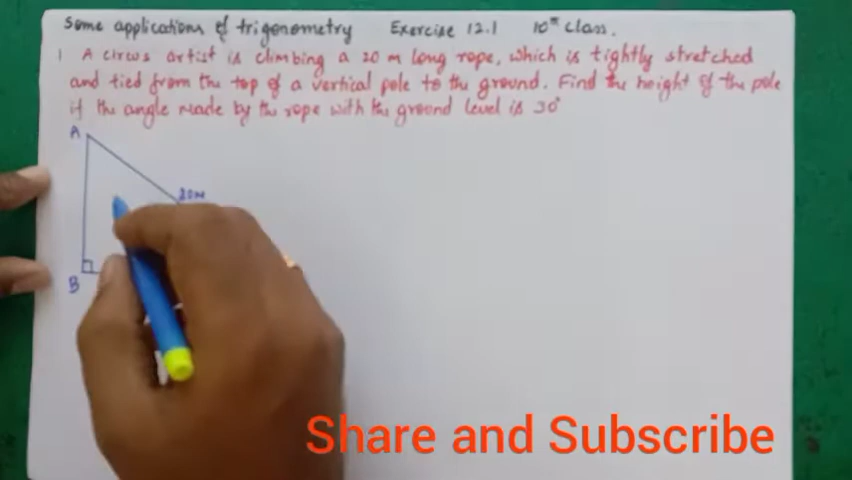 Some applications of trigonometry Exercise 12.1 10th class.
1 A circus artist is climbing a 20 m long rope, which is tightly stretched
and tied from the top of a vertical pole to the ground. Find the height of the pole
if the angle made by the rope with the ground level is 30°
A
20m
B
Share and Subscribe